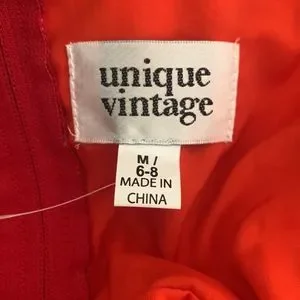 unique
vintage
M /
6-8
MADE IN
CHINA